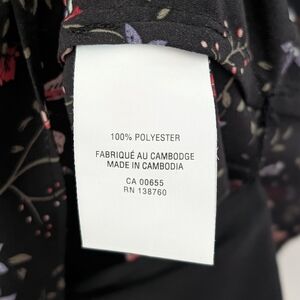 100% POLYESTER
FABRIQUÉ AU CAMBODGE
MADE IN CAMBODIA
CA 00655
RN 138760